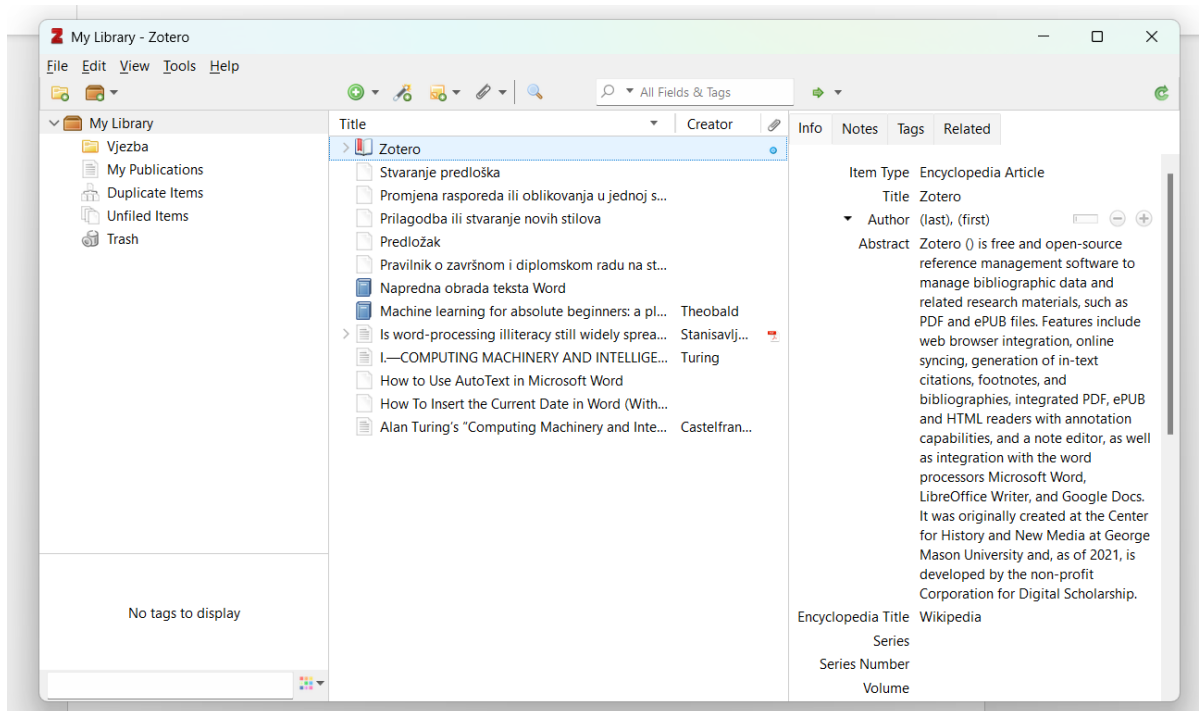 My Library - Zotero
File Edit View Tools Help
All Fields & Tags
My Library
Vjezba
My Publications
Duplicate Items
Unfiled Items
Trash
No tags to display
Title Creator
Zotero
Stvaranje predloška
Promjena rasporeda ili oblikovanja u jednoj s...
Prilagodba ili stvaranje novih stilova
Predložak
Pravilnik o završnom i diplomskom radu na st...
Napredna obrada teksta Word
Machine learning for absolute beginners: a pl... Theobald
Is word-processing illiteracy still widely sprea... Stanisavlj...
I.—COMPUTING MACHINERY AND INTELLIGE... Turing
How to Use AutoText in Microsoft Word
How To Insert the Current Date in Word (With...
Alan Turing's "Computing Machinery and Inte... Castelfran...
Info Notes Tags Related
Item Type Encyclopedia Article
Title Zotero
Author (last), (first)
Abstract Zotero () is free and open-source
reference management software to
manage bibliographic data and
related research materials, such as
PDF and ePUB files. Features include
web browser integration, online
syncing, generation of in-text
citations, footnotes, and
bibliographies, integrated PDF, ePUB
and HTML readers with annotation
capabilities, and a note editor, as well
as integration with the word
processors Microsoft Word,
LibreOffice Writer, and Google Docs.
It was originally created at the Center
for History and New Media at George
Mason University and, as of 2021, is
developed by the non-profit
Corporation for Digital Scholarship.
Encyclopedia Title Wikipedia
Series
Series Number
Volume